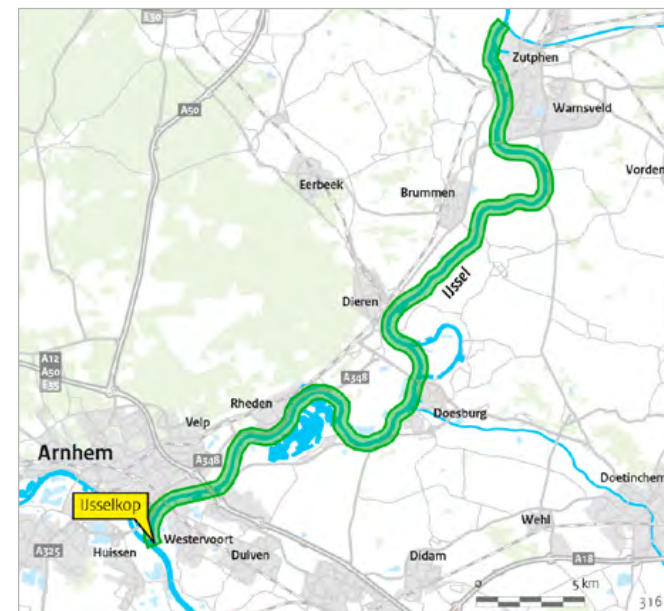 E30
A50
Zutphen
Warnsveld
Vorden
Eerbeek
Brummen
IJssel
Dieren
A12
A50
E35
A348
Rheden
Velp
Doesburg
Arnhem
A348
Doetinchem
IJsselkop
Wehl
A325
Huissen
Westervoort
Duiven
Didam
A18
0
5 km
316